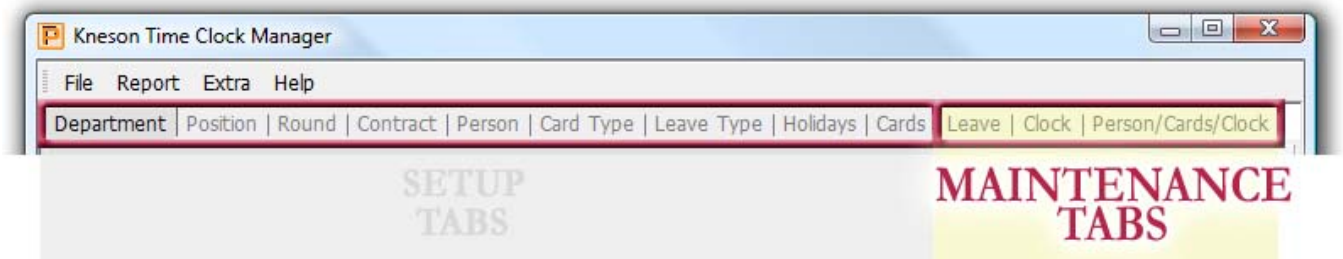 Kneson Time Clock Manager
File Report Extra Help
Department | Position | Round | Contract | Person | Card Type | Leave Type | Holidays | Cards Leave | Clock | Person/Cards/Clock
SETUP
TABS
MAINTENANCE
TABS